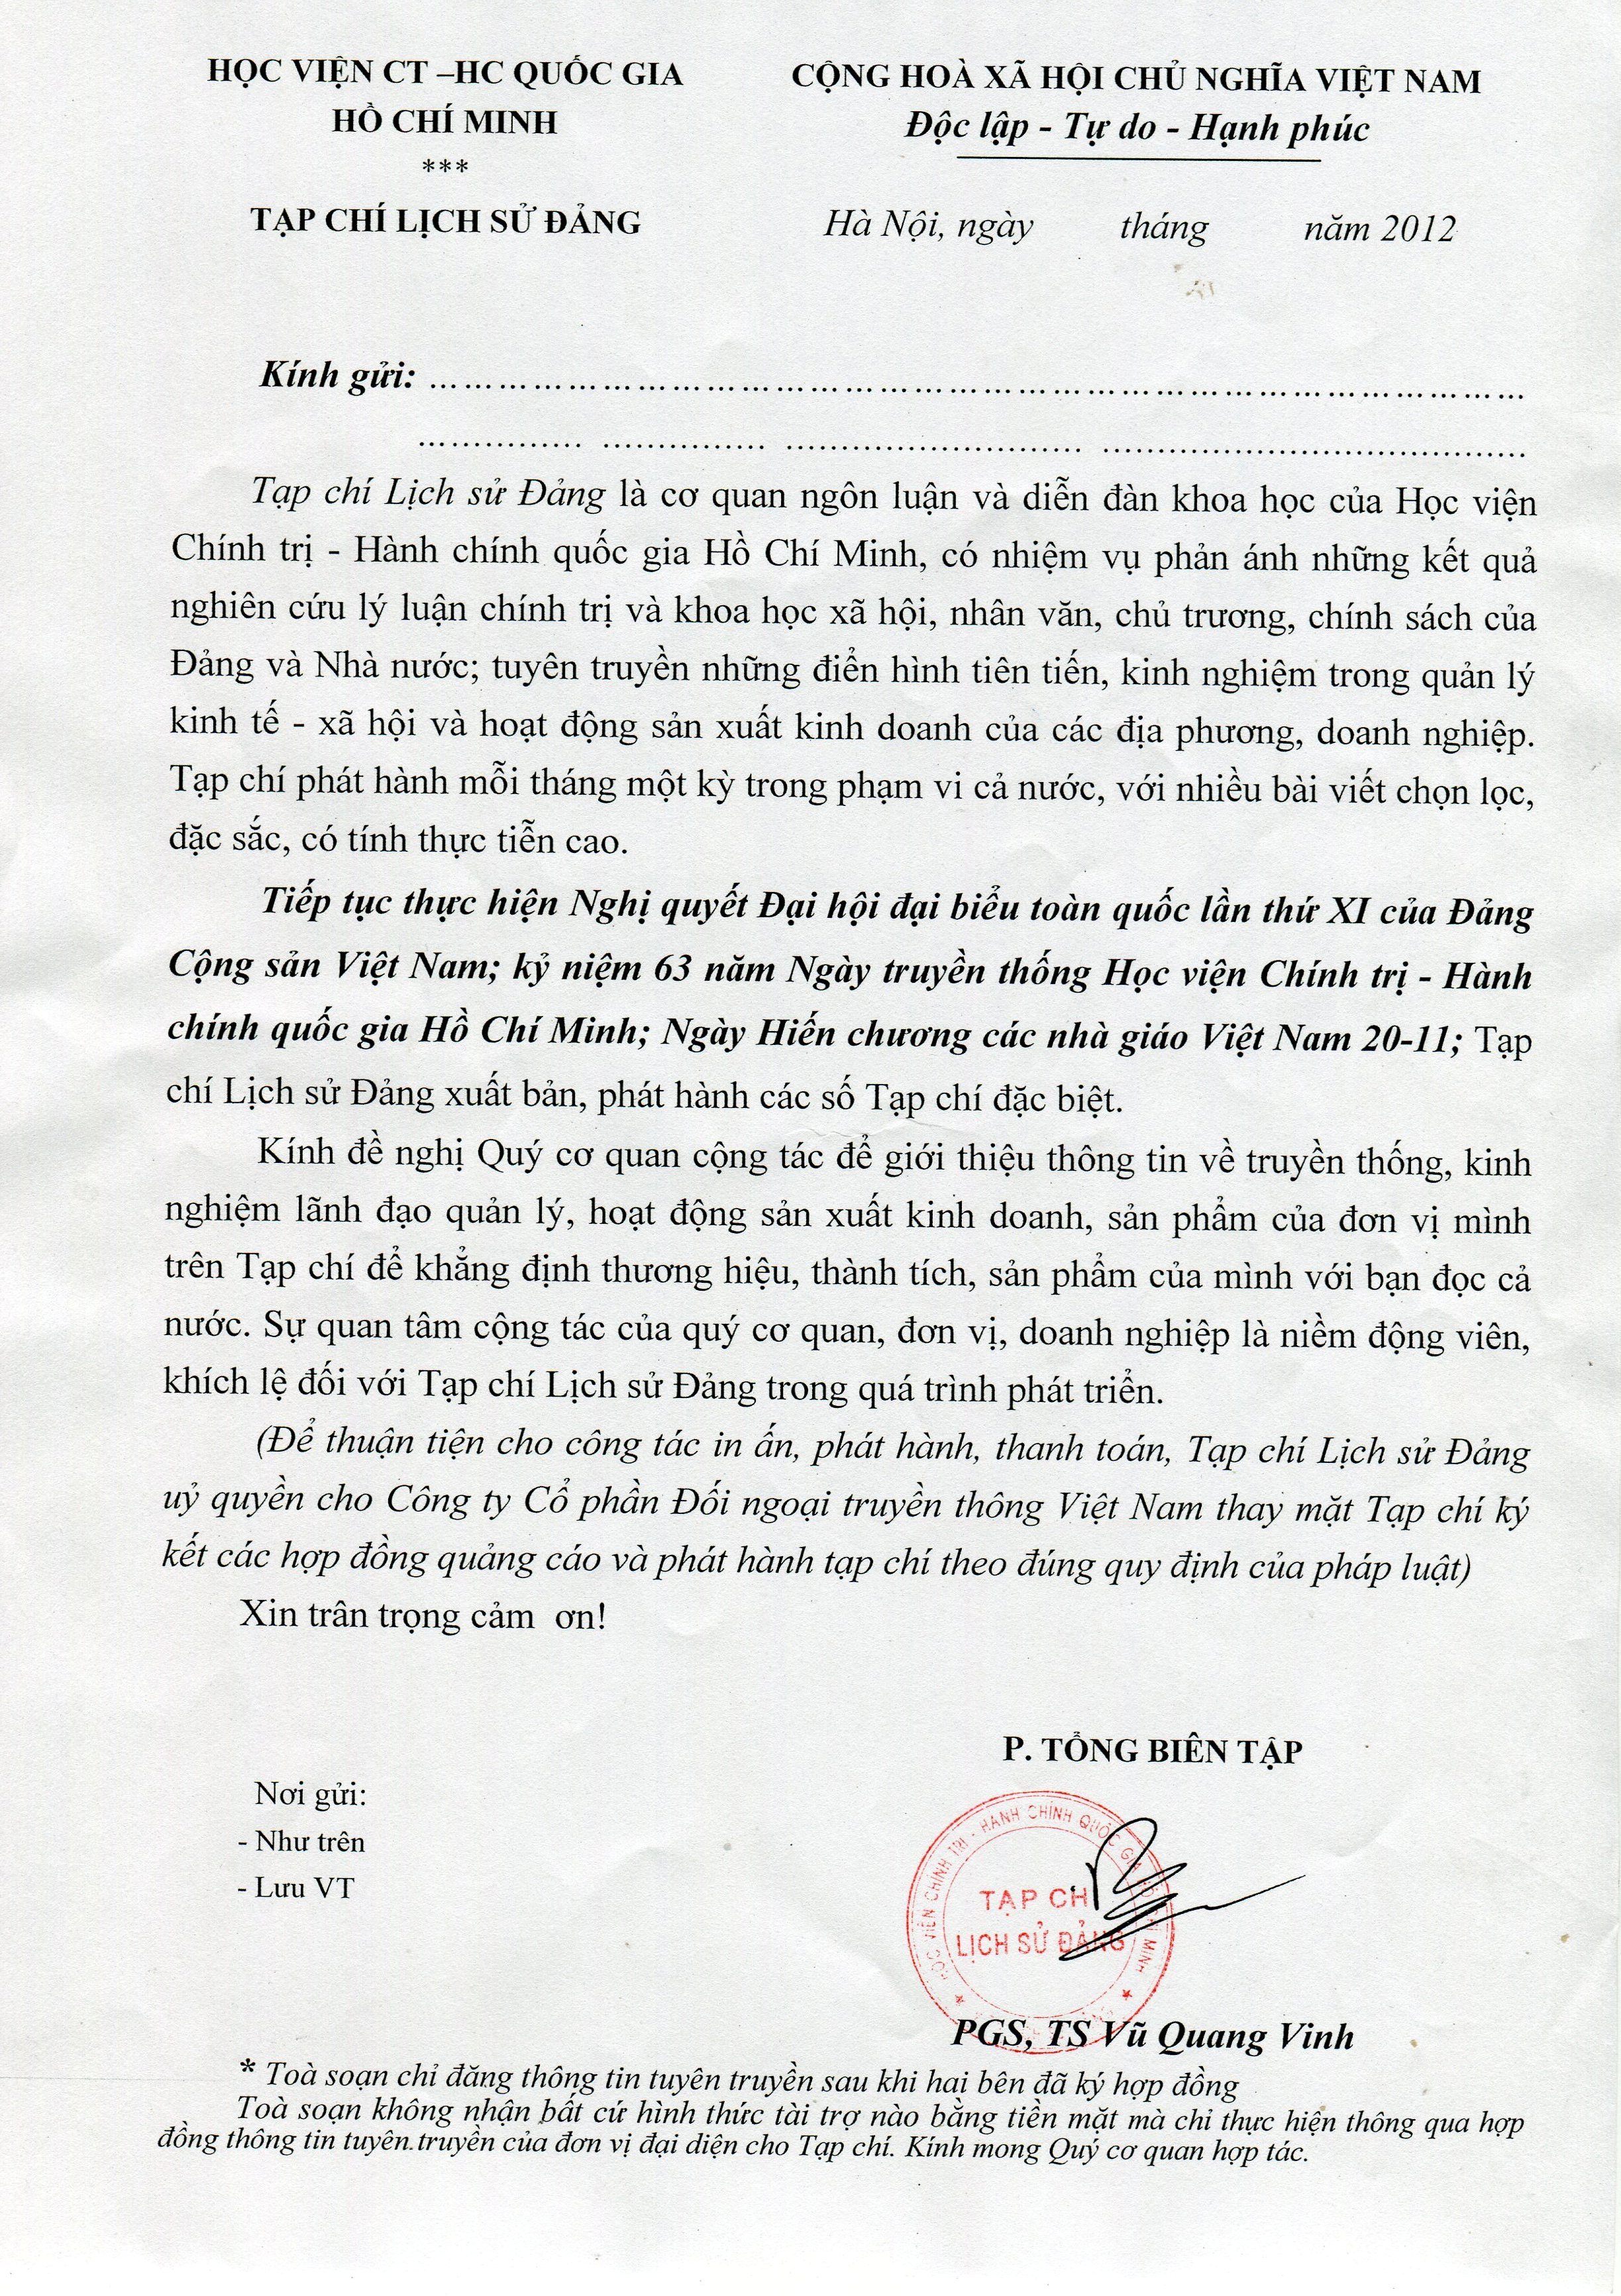 HỌC VIỆN CT –HC QUỐC GIA
HỒ CHÍ MINH
***
TẠP CHÍ LỊCH SỬ ĐẢNG
CỘNG HOÀ XÃ HỘI CHỦ NGHĨA VIỆT NAM
Độc lập - Tự do - Hạnh phúc
Hà Nội, ngày tháng năm 2012
Kính gửi: ……………………………………………………………………………
............... ............... ........................... .......................................
Tạp chí Lịch sử Đảng là cơ quan ngôn luận và diễn đàn khoa học của Học viện
Chính trị - Hành chính quốc gia Hồ Chí Minh, có nhiệm vụ phản ánh những kết quả
nghiên cứu lý luận chính trị và khoa học xã hội, nhân văn, chủ trương, chính sách của
Đảng và Nhà nước; tuyên truyền những điển hình tiên tiến, kinh nghiệm trong quản lý
kinh tế - xã hội và hoạt động sản xuất kinh doanh của các địa phương, doanh nghiệp.
Tạp chí phát hành mỗi tháng một kỳ trong phạm vi cả nước, với nhiều bài viết chọn lọc,
đặc sắc, có tính thực tiễn cao.
Tiếp tục thực hiện Nghị quyết Đại hội đại biểu toàn quốc lần thứ XI của Đảng
Cộng sản Việt Nam; kỷ niệm 63 năm Ngày truyền thống Học viện Chính trị - Hành
chính quốc gia Hồ Chí Minh; Ngày Hiến chương các nhà giáo Việt Nam 20-11; Tạp
chí Lịch sử Đảng xuất bản, phát hành các số Tạp chí đặc biệt.
Kính đề nghị Quý cơ quan cộng tác để giới thiệu thông tin về truyền thống, kinh
nghiệm lãnh đạo quản lý, hoạt động sản xuất kinh doanh, sản phẩm của đơn vị mình
trên Tạp chí để khẳng định thương hiệu, thành tích, sản phẩm của mình với bạn đọc cả
nước. Sự quan tâm cộng tác của quý cơ quan, đơn vị, doanh nghiệp là niềm động viên,
khích lệ đối với Tạp chí Lịch sử Đảng trong quá trình phát triển.
(Để thuận tiện cho công tác in ấn, phát hành, thanh toán, Tạp chí Lịch sử Đảng
uỷ quyền cho Công ty Cổ phần Đối ngoại truyền thông Việt Nam thay mặt Tạp chí ký
kết các hợp đồng quảng cáo và phát hành tạp chí theo đúng quy định của pháp luật)
Xin trân trọng cảm ơn!
P. TỔNG BIÊN TẬP
Nơi gửi:
- Như trên
- Lưu VT
HỌC VIỆN CHÍNH TRỊ - HÀNH CHÍNH QUỐC GIA MINH
TẠP CHÍ
LỊCH SỬ ĐẢNG
PGS, TS Vũ Quang Vinh
* Toà soạn chỉ đăng thông tin tuyên truyền sau khi hai bên đã ký hợp đồng
Toà soạn không nhận bất cứ hình thức tài trợ nào bằng tiền mặt mà chỉ thực hiện thông qua hợp
đồng thông tin tuyên truyền của đơn vị đại diện cho Tạp chí. Kính mong Quý cơ quan hợp tác.